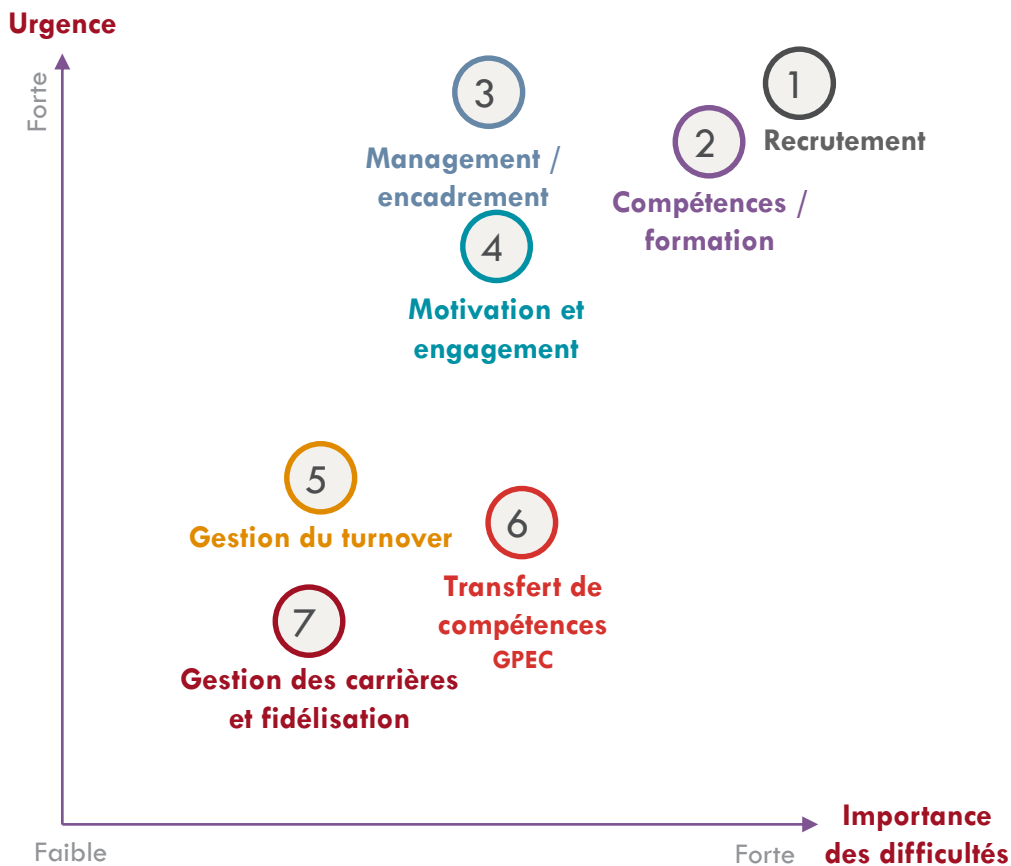 Urgence
Forte
3
1
2
Recrutement
Management /
encadrement
Compétences /
formation
4
Motivation et
engagement
5
6
Gestion du turnover
Transfert de
compétences
GPEC
7
Gestion des carrières
et fidélisation
Importance
des difficultés
Faible
Forte